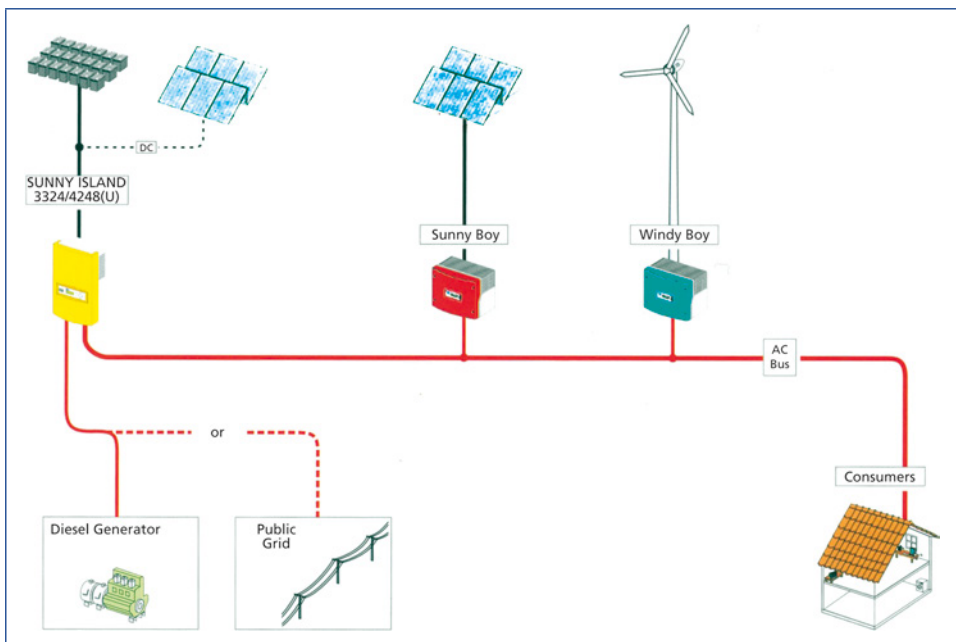 DC
SUNNY ISLAND
3324/4248(U)
Sunny Boy
Windy Boy
AC
Bus
or
Consumers
Diesel Generator
Public
Grid